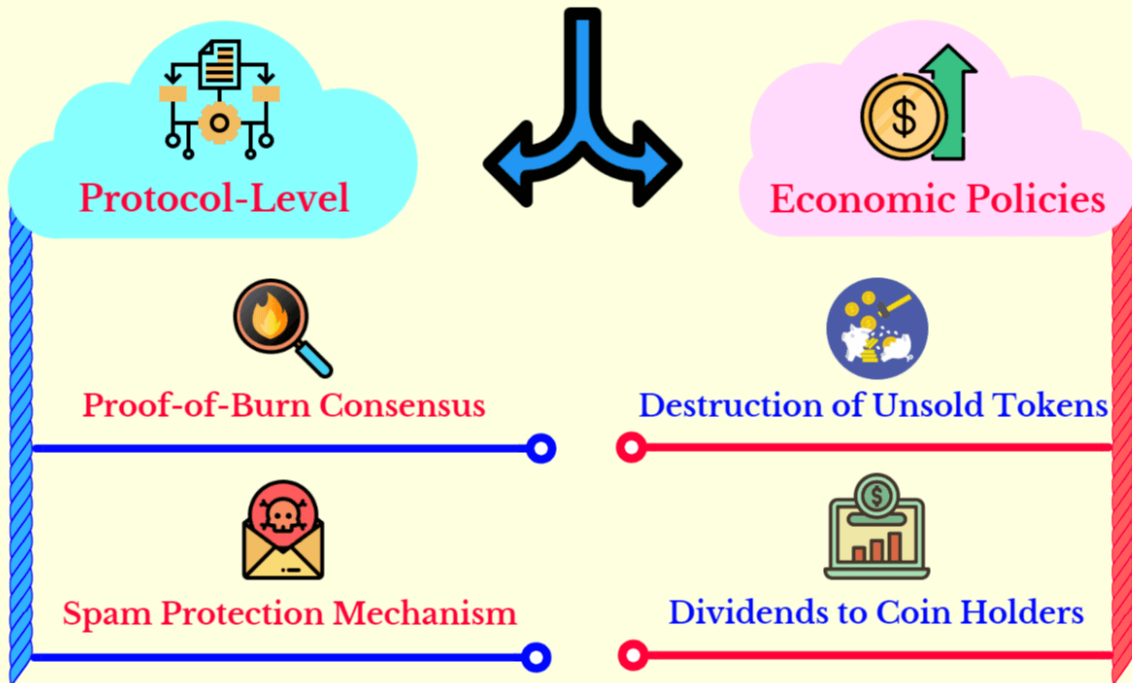 Protocol-Level
Economic Policies
Proof-of-Burn Consensus
Destruction of Unsold Tokens
Spam Protection Mechanism
Dividends to Coin Holders